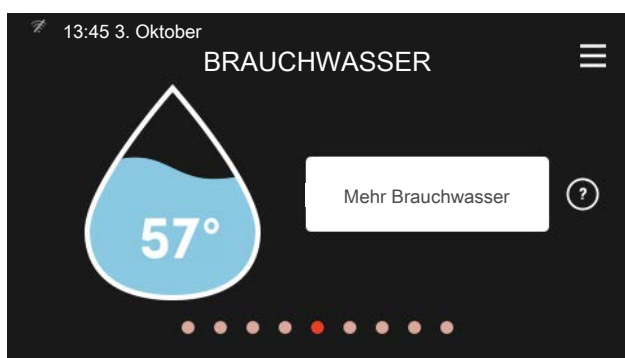 13:45 3. Oktober
BRAUCHWASSER
Mehr Brauchwasser
?
57°